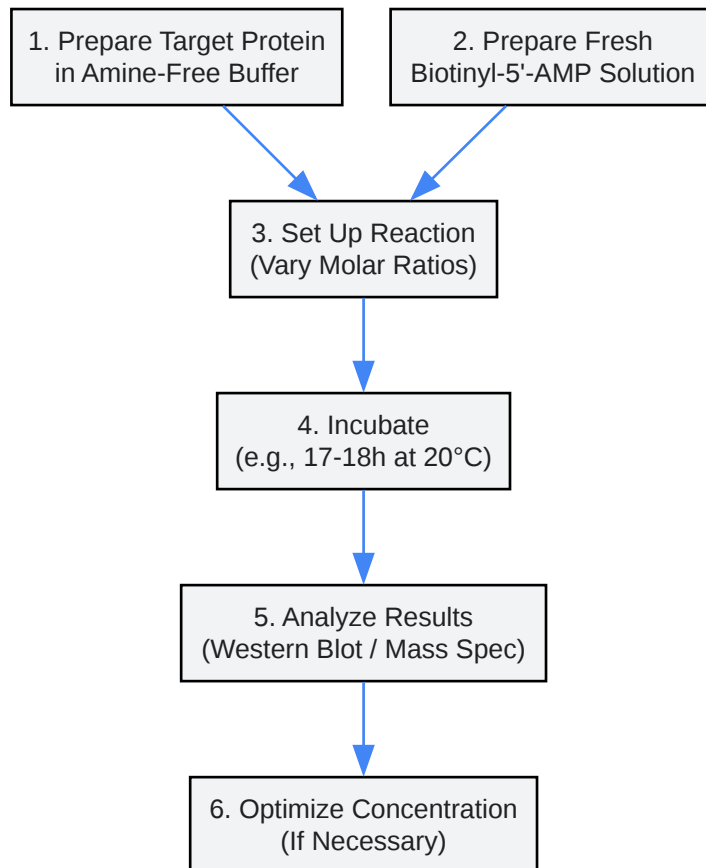 1. Prepare Target Protein
in Amine-Free Buffer
2. Prepare Fresh
Biotinyl-5'-AMP Solution
3. Set Up Reaction
(Vary Molar Ratios)
4. Incubate
(e.g., 17-18h at 20°C)
5. Analyze Results
(Western Blot / Mass Spec)
6. Optimize Concentration
(If Necessary)